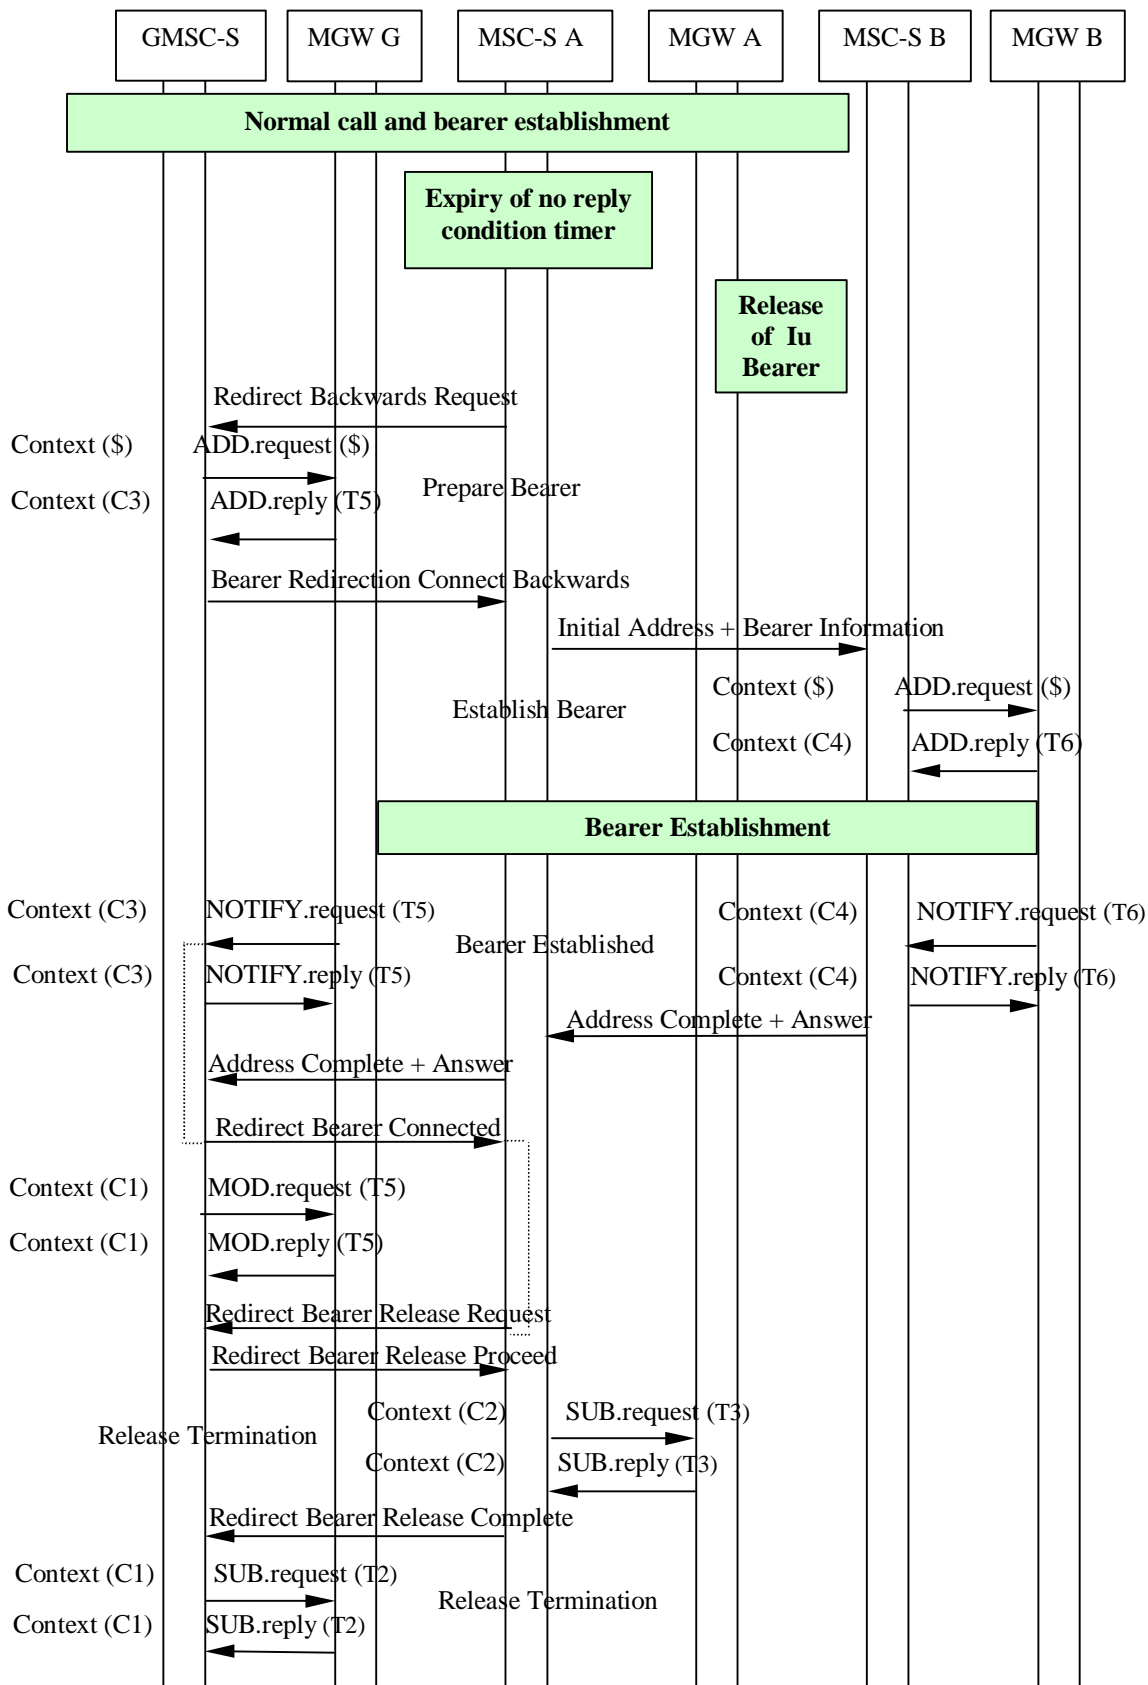 GMSC-S MGW G MSC-S A MGW A MSC-S B MGW B
Normal call and bearer establishment
Expiry of no reply
condition timer
Release
of Iu
Bearer
Redirect Backwards Request
Context ($) ADD.request ($)
Prepare Bearer
Context (C3) ADD.reply (T5)
Bearer Redirection Connect Backwards
Initial Address + Bearer Information
Context ($) ADD.request ($)
Establish Bearer
Context (C4) ADD.reply (T6)
Bearer Establishment
Context (C3) NOTIFY.request (T5) Context (C4) NOTIFY.request (T6)
Bearer Established
Context (C3) NOTIFY.reply (T5) Context (C4) NOTIFY.reply (T6)
Address Complete + Answer
Address Complete + Answer
Redirect Bearer Connected
Context (C1) MOD.request (T5)
Context (C1) MOD.reply (T5)
Redirect Bearer Release Request
Redirect Bearer Release Proceed
Context (C2) SUB.request (T3)
Release Termination
Context (C2) SUB.reply (T3)
Redirect Bearer Release Complete
Context (C1) SUB.request (T2)
Release Termination
Context (C1) SUB.reply (T2)